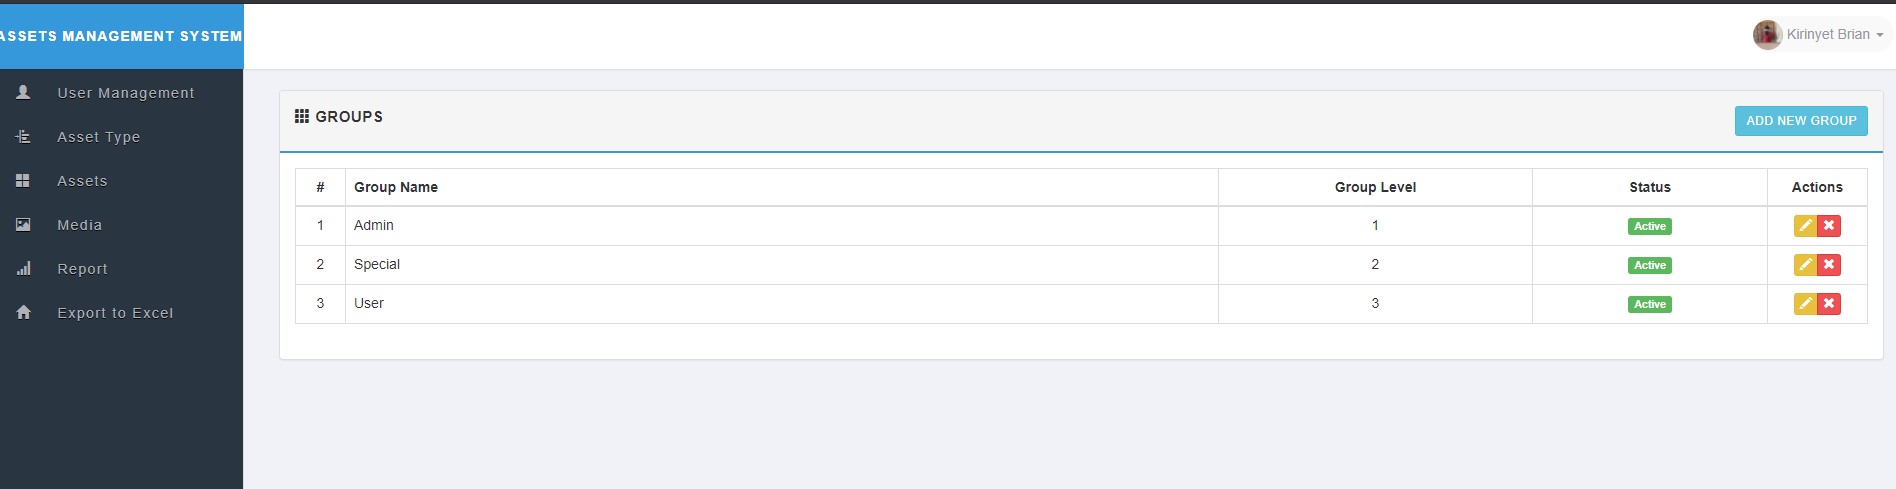 ASSETS MANAGEMENT SYSTEM
Kirinyet Brian
User Management
Asset Type
Assets
Media
Report
Export to Excel
GROUPS
ADD NEW GROUP
# Group Name Group Level Status Actions
1 Admin 1 Active
2 Special 2 Active
3 User 3 Active